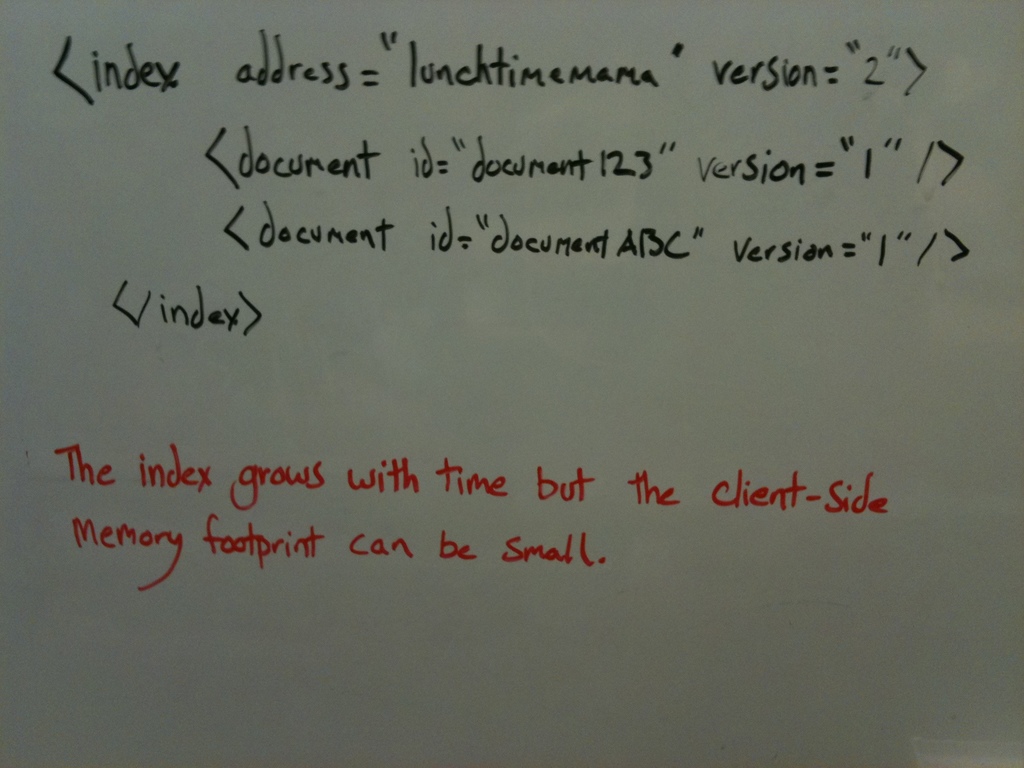 <index address="lunchtimemama" version="2">
<document id="document123" version="1" />
<document id="documentABC" version="1" />
</index>
The index grows with time but the client-side
memory footprint can be small.